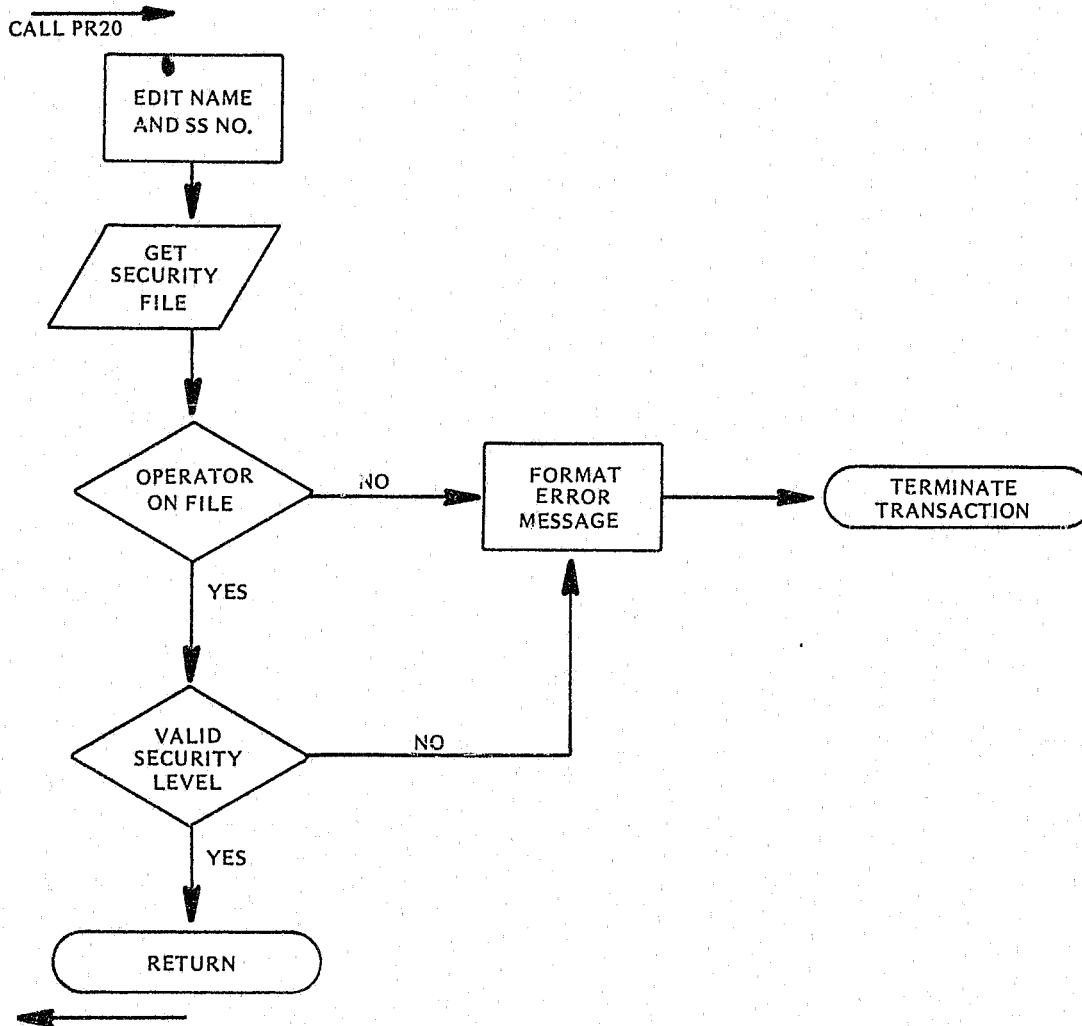 CALL PR20
EDIT NAME
AND SS NO.
GET
SECURITY
FILE
OPERATOR
ON FILE
NO
FORMAT
ERROR
MESSAGE
TERMINATE
TRANSACTION
YES
VALID
SECURITY
LEVEL
NO
YES
RETURN